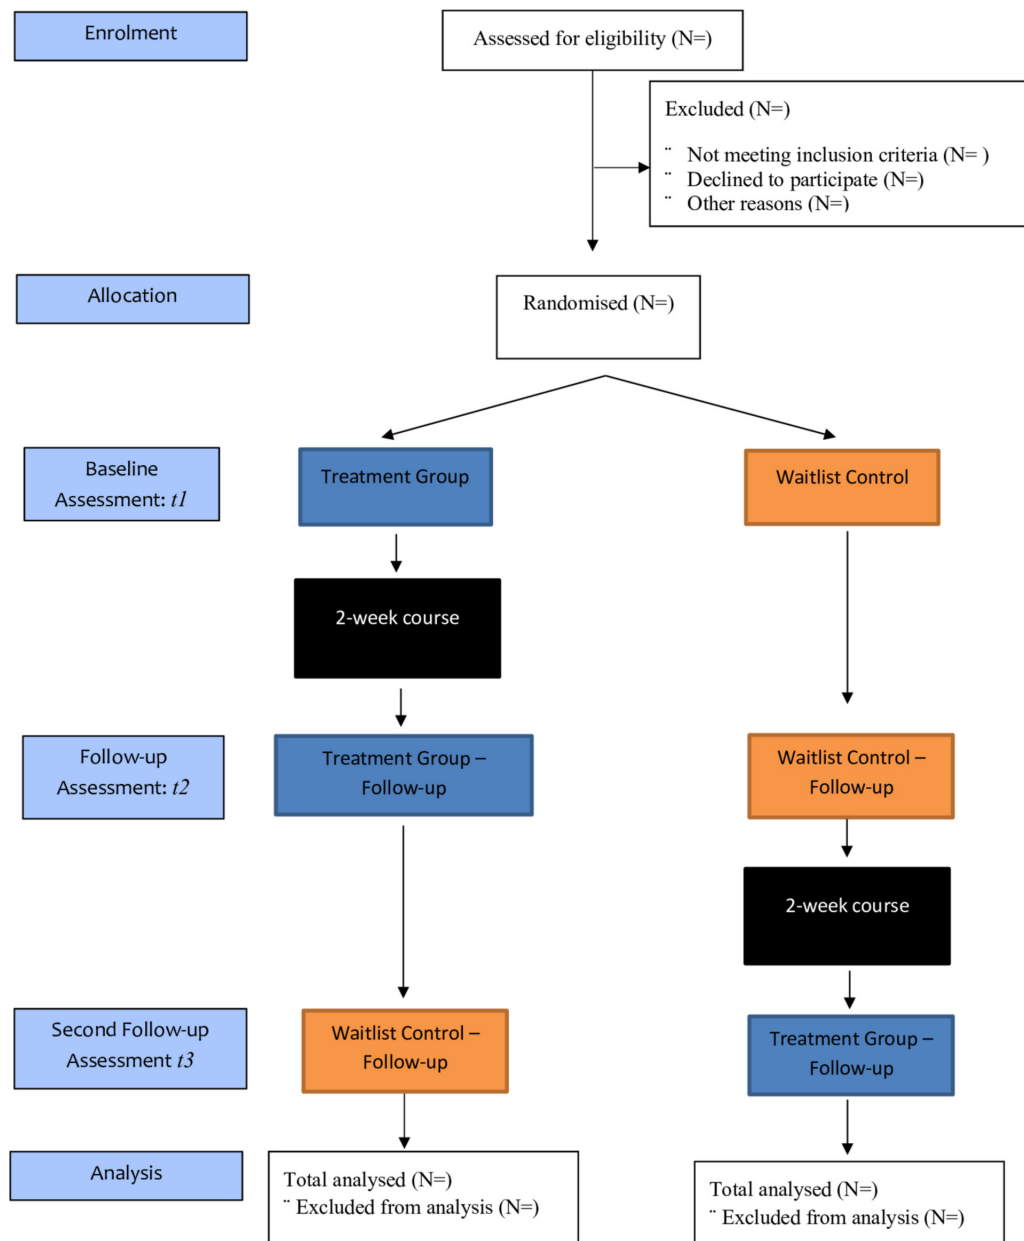 Enrolment
Assessed for eligibility (N=)
Excluded (N=)
¨ Not meeting inclusion criteria (N= )
¨ Declined to participate (N=)
¨ Other reasons (N=)
Allocation
Randomised (N=)
Baseline
Assessment: t1
Treatment Group
Waitlist Control
2-week course
Follow-up
Assessment: t2
Treatment Group –
Follow-up
Waitlist Control –
Follow-up
2-week course
Second Follow-up
Assessment t3
Waitlist Control –
Follow-up
Treatment Group –
Follow-up
Analysis
Total analysed (N=)
¨ Excluded from analysis (N=)
Total analysed (N=)
¨ Excluded from analysis (N=)